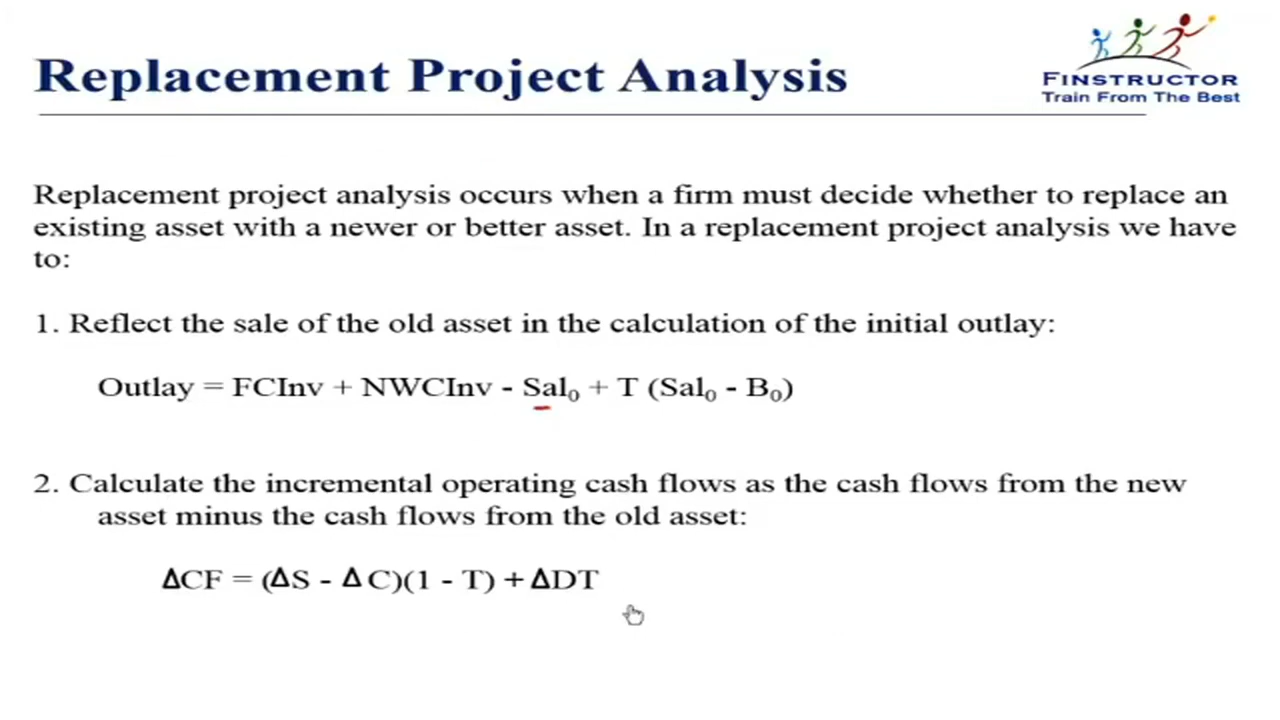 Replacement Project Analysis
FINSTRUCTOR
Train From The Best
Replacement project analysis occurs when a firm must decide whether to replace an
existing asset with a newer or better asset. In a replacement project analysis we have
to:
1. Reflect the sale of the old asset in the calculation of the initial outlay:
Outlay = FCInv + NWCInv - Sal₀ + T (Sal₀ - B₀)
2. Calculate the incremental operating cash flows as the cash flows from the new
asset minus the cash flows from the old asset:
ΔCF = (ΔS - ΔC)(1 - T) + ΔDT